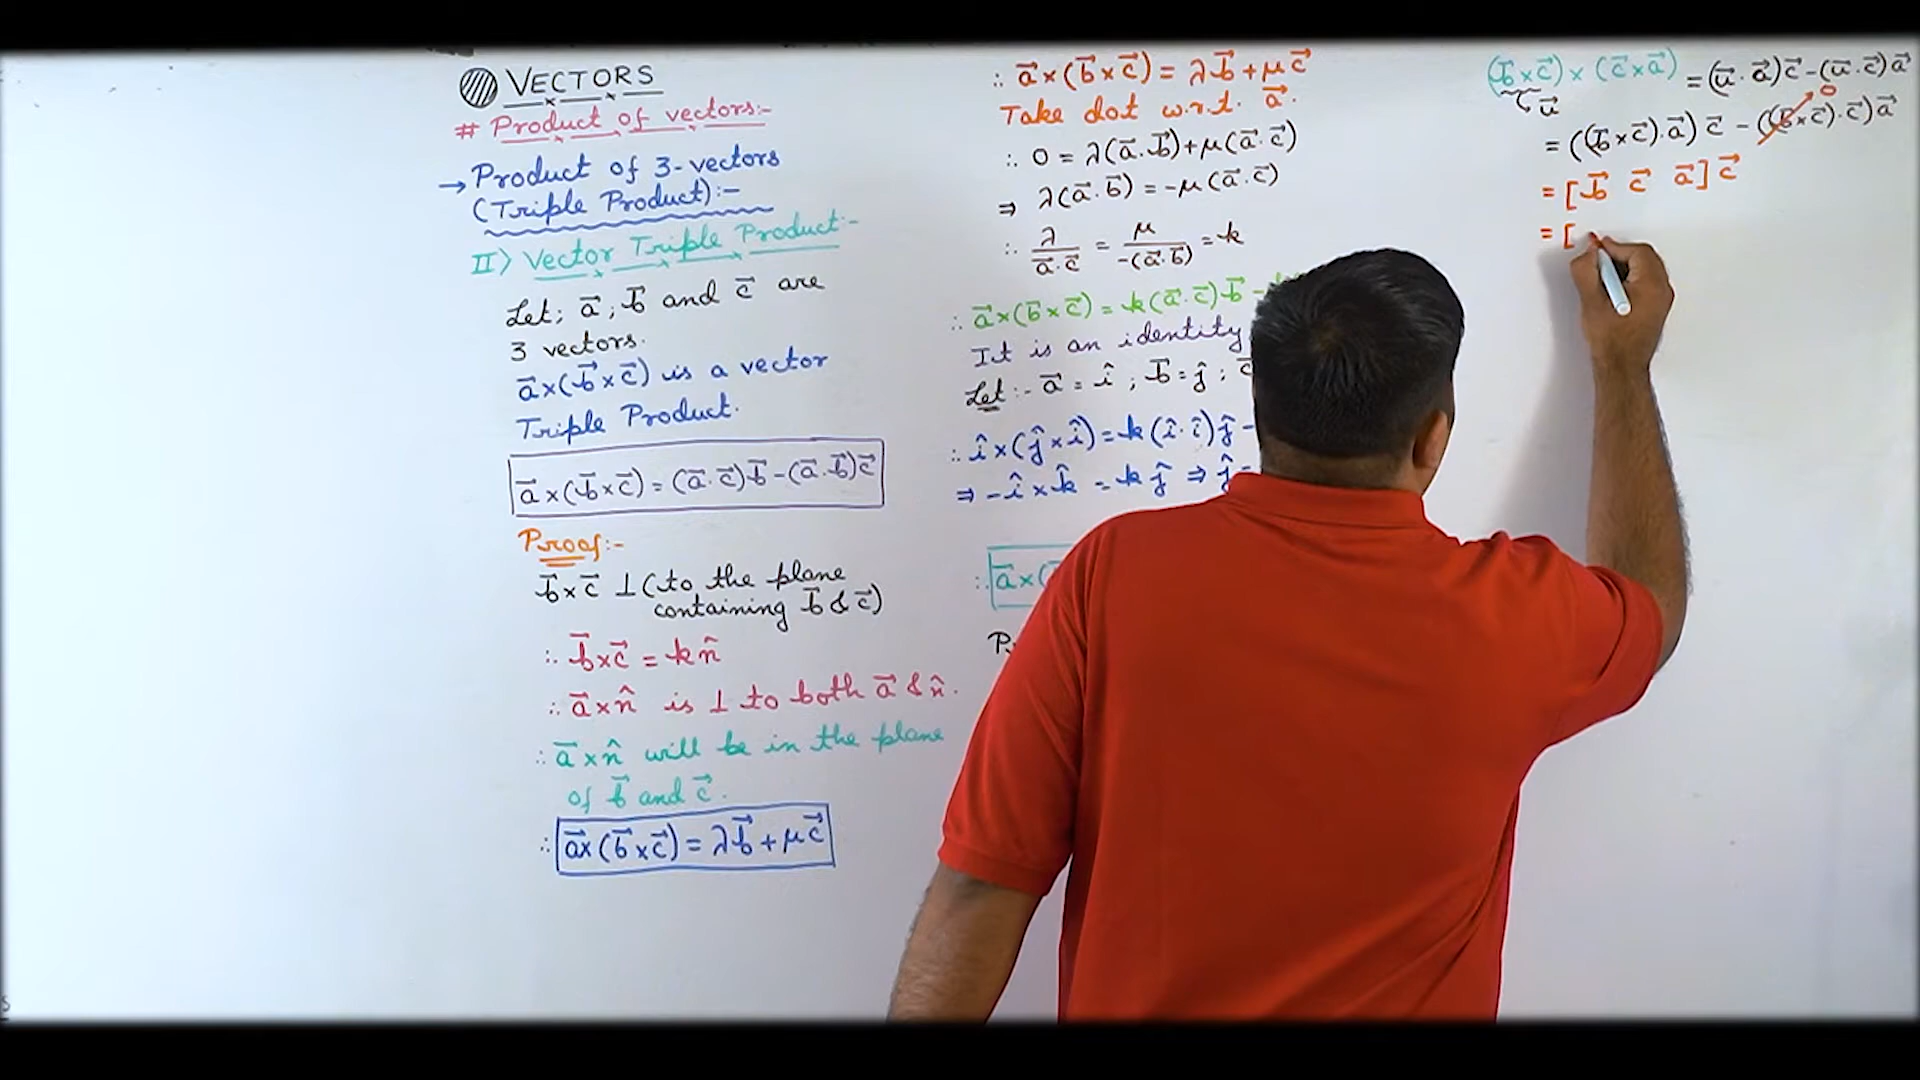 VECTORS
# Product of vectors:-
→ Product of 3-vectors
(Triple Product):-
II) Vector Triple Product:-
Let; a⃗; b⃗ and c⃗ are
3 vectors.
a⃗×(b⃗×c⃗) is a vector
Triple Product.
a⃗×(b⃗×c⃗) = (a⃗·c⃗)b⃗ - (a⃗·b⃗)c⃗
Proof:-
b⃗×c⃗ ⊥ (to the plane
containing b⃗ & c⃗)
∴ b⃗×c⃗ = kn̂
∴ a⃗×n̂ is ⊥ to both a⃗ & n̂.
∴ a⃗×n̂ will be in the plane
of b⃗ and c⃗.
∴ a⃗×(b⃗×c⃗) = λb⃗+μc⃗
∴ a⃗×(b⃗×c⃗) = λb⃗+μc⃗
Take dot w.r.t. a⃗.
∴ 0 = λ(a⃗·b⃗)+μ(a⃗·c⃗)
⇒ λ(a⃗·b⃗) = -μ(a⃗·c⃗)
∴ λ/(a⃗·c⃗) = μ/-(a⃗·b⃗) = k
∴ a⃗×(b⃗×c⃗) = k(a⃗·c⃗)b⃗ -
It is an identity
Let:- a⃗ = î ; b⃗ = ĵ ; c⃗
∴ î×(ĵ×î) = k(î·î)ĵ -
⇒ -î×k̂ = kĵ ⇒ ĵ =
∴ a⃗×(
(b⃗×c⃗)×(c⃗×a⃗) = (u⃗·a⃗)c⃗-(u⃗·c⃗)a⃗
u⃗
0
= ((b⃗×c⃗)·a⃗)c⃗ - ((b⃗×c⃗)·c⃗)a⃗
= [b⃗ c⃗ a⃗]c⃗
= [